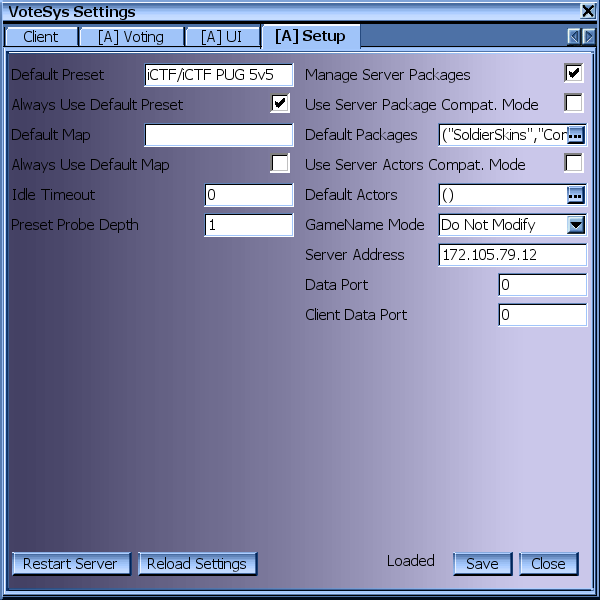 VoteSys Settings
Client [A] Voting [A] UI [A] Setup
Default Preset iCTF/iCTF PUG 5v5
Always Use Default Preset
Default Map
Always Use Default Map
Idle Timeout 0
Preset Probe Depth 1
Manage Server Packages
Use Server Package Compat. Mode
Default Packages ("SoldierSkins","Cor
Use Server Actors Compat. Mode
Default Actors ()
GameName Mode Do Not Modify
Server Address 172.105.79.12
Data Port 0
Client Data Port 0
Restart Server Reload Settings Loaded Save Close